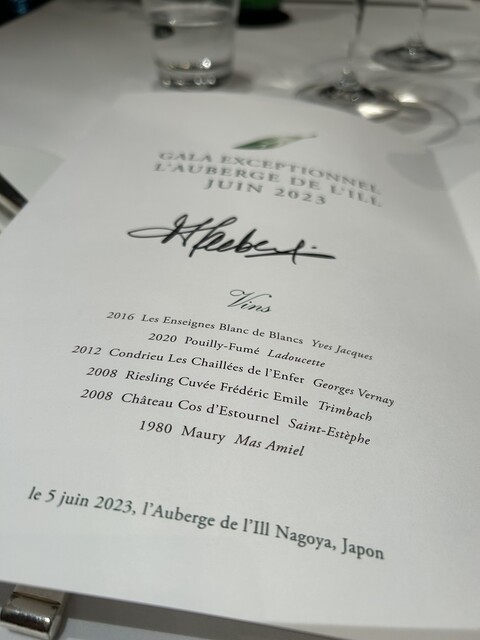 GALA EXCEPTIONNEL
L'AUBERGE DE L'ILL
JUIN 2023
Vins
2016 Les Enseignes Blanc de Blancs Yves Jacques
2020 Pouilly-Fumé Ladoucette
2012 Condrieu Les Chaillées de l'Enfer Georges Vernay
2008 Riesling Cuvée Frédéric Emile Trimbach
2008 Château Cos d'Estournel Saint-Estèphe
1980 Maury Mas Amiel
le 5 juin 2023, l'Auberge de l'Ill Nagoya, Japon